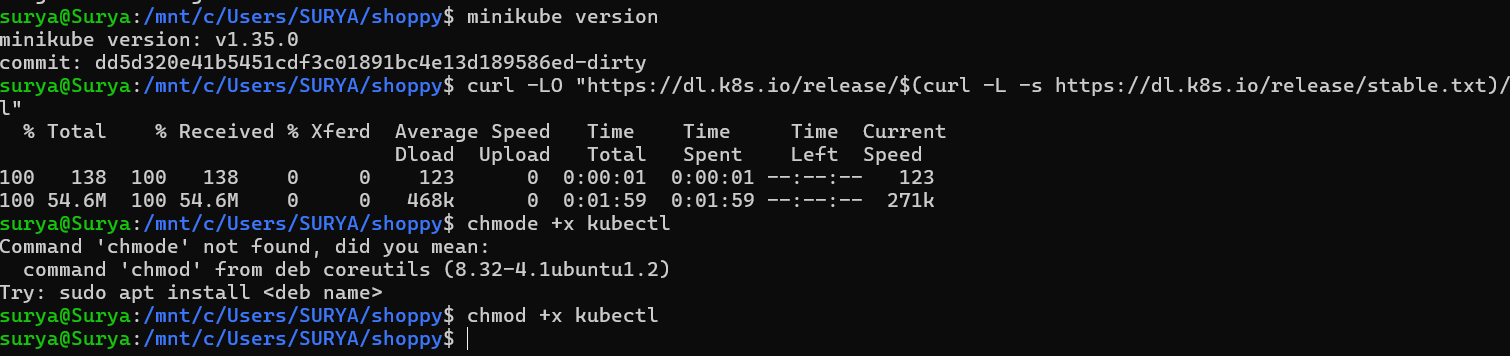 surya@Surya:/mnt/c/Users/SURYA/shoppy$ minikube version
minikube version: v1.35.0
commit: dd5d320e41b5451cdf3c01891bc4e13d189586ed-dirty
surya@Surya:/mnt/c/Users/SURYA/shoppy$ curl -LO "https://dl.k8s.io/release/$(curl -L -s https://dl.k8s.io/release/stable.txt)/
l"
  % Total    % Received % Xferd  Average Speed   Time    Time     Time  Current
                                 Dload  Upload   Total   Spent    Left  Speed
100   138  100   138    0     0    123      0  0:00:01  0:00:01 --:--:--   123
100 54.6M  100 54.6M    0     0   468k      0  0:01:59  0:01:59 --:--:--  271k
surya@Surya:/mnt/c/Users/SURYA/shoppy$ chmode +x kubectl
Command 'chmode' not found, did you mean:
  command 'chmod' from deb coreutils (8.32-4.1ubuntu1.2)
Try: sudo apt install <deb name>
surya@Surya:/mnt/c/Users/SURYA/shoppy$ chmod +x kubectl
surya@Surya:/mnt/c/Users/SURYA/shoppy$